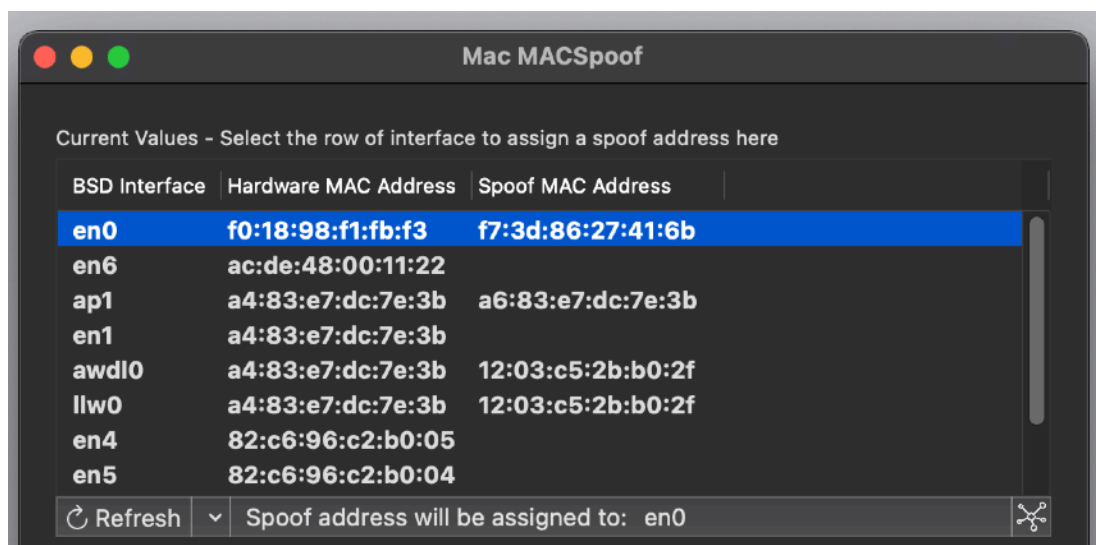 Mac MACSpoof
Current Values - Select the row of interface to assign a spoof address here
BSD Interface Hardware MAC Address Spoof MAC Address
en0 f0:18:98:f1:fb:f3 f7:3d:86:27:41:6b
en6 ac:de:48:00:11:22
ap1 a4:83:e7:dc:7e:3b a6:83:e7:dc:7e:3b
en1 a4:83:e7:dc:7e:3b
awdl0 a4:83:e7:dc:7e:3b 12:03:c5:2b:b0:2f
llw0 a4:83:e7:dc:7e:3b 12:03:c5:2b:b0:2f
en4 82:c6:96:c2:b0:05
en5 82:c6:96:c2:b0:04
Refresh Spoof address will be assigned to: en0